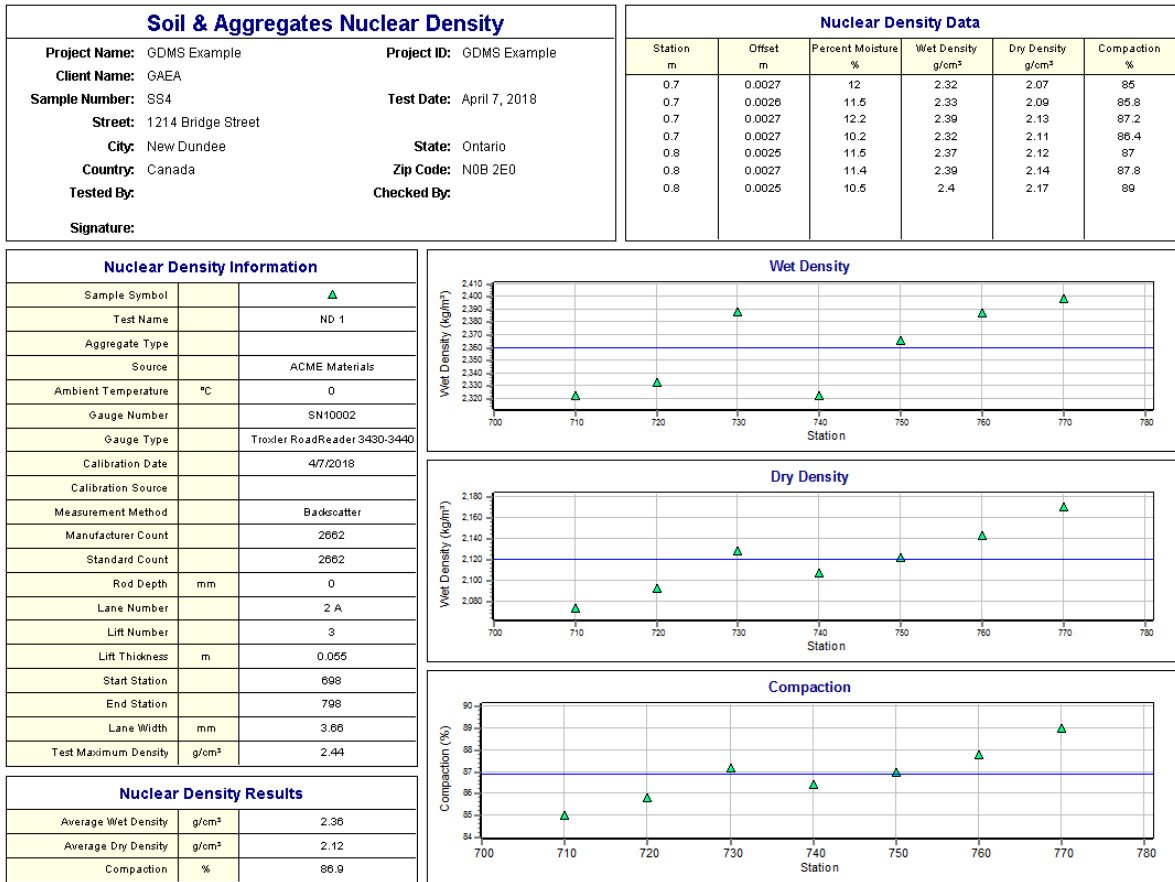 Soil & Aggregates Nuclear Density
Project Name: GDMS Example Project ID: GDMS Example
Client Name: GAEA
Sample Number: SS4 Test Date: April 7, 2018
Street: 1214 Bridge Street
City: New Dundee State: Ontario
Country: Canada Zip Code: N0B 2E0
Tested By: Checked By:
Signature:
Nuclear Density Data
Station Offset Percent Moisture Wet Density Dry Density Compaction
m m % g/cm³ g/cm³ %
0.7 0.0027 12 2.32 2.07 85
0.7 0.0026 11.5 2.33 2.09 85.8
0.7 0.0027 12.2 2.39 2.13 87.2
0.7 0.0027 10.2 2.32 2.11 86.4
0.8 0.0025 11.5 2.37 2.12 87
0.8 0.0027 11.4 2.39 2.14 87.8
0.8 0.0025 10.5 2.4 2.17 89
Nuclear Density Information
Sample Symbol
Test Name ND 1
Aggregate Type
Source ACME Materials
Ambient Temperature °C 0
Gauge Number SN10002
Gauge Type Troxler RoadReader 3430-3440
Calibration Date 4/7/2018
Calibration Source
Measurement Method Backscatter
Manufacturer Count 2662
Standard Count 2662
Rod Depth mm 0
Lane Number 2 A
Lift Number 3
Lift Thickness m 0.055
Start Station 698
End Station 798
Lane Width mm 3.66
Test Maximum Density g/cm³ 2.44
Nuclear Density Results
Average Wet Density g/cm³ 2.36
Average Dry Density g/cm³ 2.12
Compaction % 86.9
Wet Density
Wet Density (kg/m³)
2,410
2,400
2,390
2,380
2,370
2,360
2,350
2,340
2,330
2,320
700 710 720 730 740 750 760 770 780
Station
Dry Density
Wet Density (kg/m³)
2,180
2,160
2,140
2,120
2,100
2,080
700 710 720 730 740 750 760 770 780
Station
Compaction
Compaction (%)
90
88
87
86
85
84
700 710 720 730 740 750 760 770 780
Station